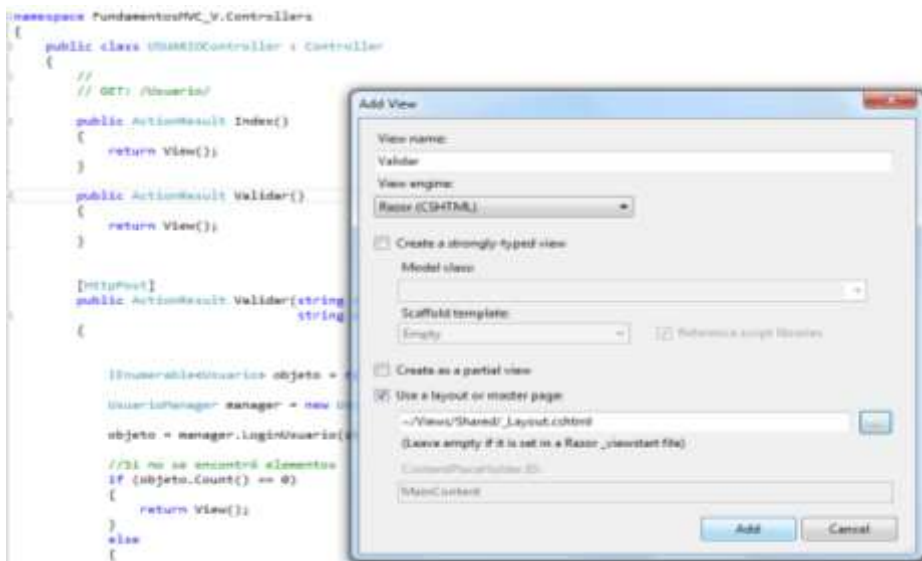 namespace FundamentosMVC_V.Controllers
{
public class USUARIOController : Controller
{
//
// GET: /Usuario/
public ActionResult Index()
{
return View();
}
public ActionResult Valider()
{
return View();
}
[HttpPost]
public ActionResult Valider(string
string
{
IEnumerable<Usuario> objeto =
UsuarioManager manager = new
objeto = manager.LoginUsuario(
//Si no se encontró elementos
if (objeto.Count() == 0)
{
return View();
}
else
{
Add View
View name:
Valider
View engine:
Razor (CSHTML)
Create a strongly-typed view
Model class:
Scaffold template:
Empty
Reference script libraries
Create as a partial view
Use a layout or master page:
~/Views/Shared/_Layout.cshtml
...
(Leave empty if it is set in a Razor _viewstart file)
ContentPlaceHolder ID:
MainContent
Add
Cancel